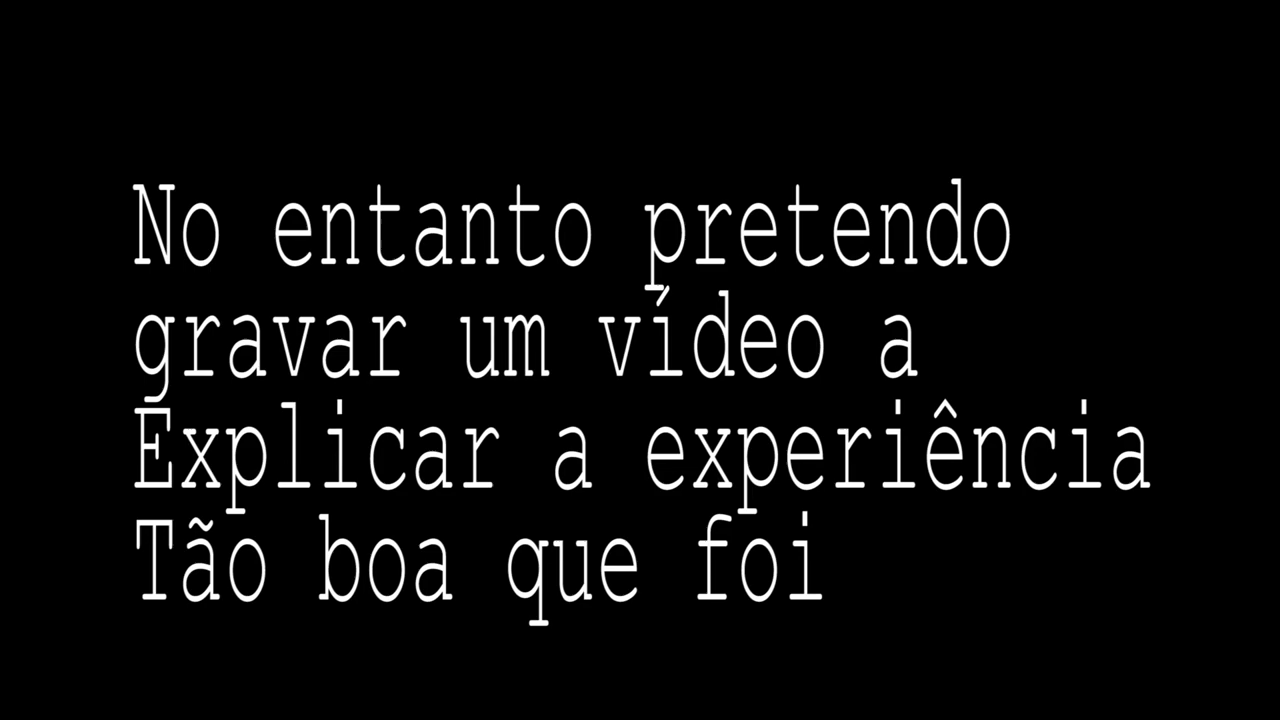 No entanto pretendo
gravar um vídeo a
Explicar a experiência
Tão boa que foi